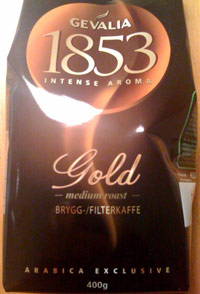 GEVALIA
1853
INTENSE AROMA
Gold
medium roast
BRYGG-/FILTERKAFFE
ARABICA EXCLUSIVE
400g